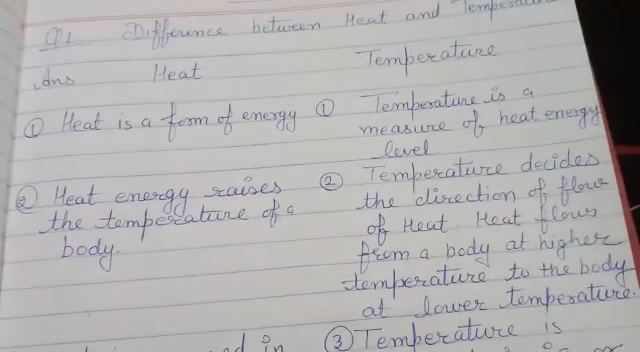 Q1 Difference between Heat and Temperature
Ans Heat Temperature
① Heat is a form of energy
② Heat energy raises
the temperature of a
body.
① Temperature is a
measure of heat energy
level
② Temperature decides
the direction of flow
of Heat. Heat flows
from a body at higher
temperature to the body
at lower temperature.
③ Temperature is
in